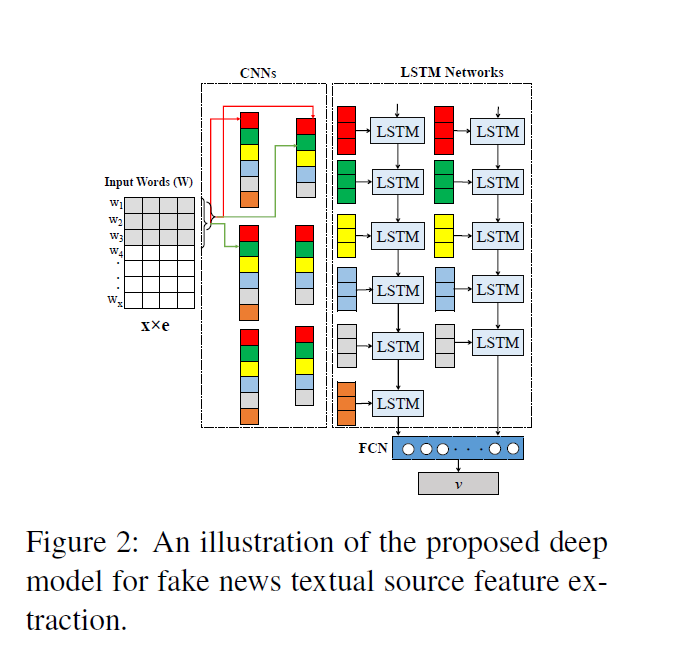 CNNs
LSTM Networks
Input Words (W)
w1
w2
w3
w4
.
.
.
wx
x×e
LSTM LSTM
LSTM LSTM
LSTM LSTM
LSTM LSTM
LSTM LSTM
LSTM
FCN
. . .
v
Figure 2: An illustration of the proposed deep
model for fake news textual source feature ex-
traction.